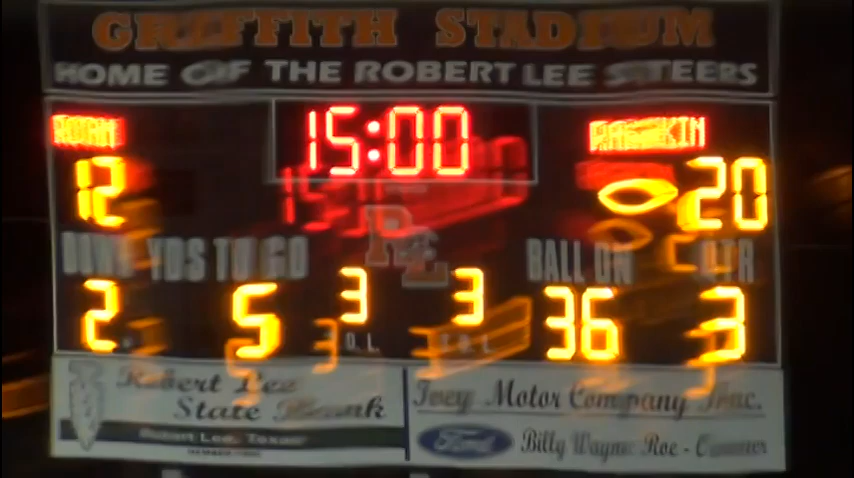 GRIFFITH STADIUM
HOME OF THE ROBERT LEE STEERS
15:00
RANKIN
12 20
DOWN YDS TO GO RL BALL ON QTR
2 5 3 3 36 3
T.O.L. T.O.L.
Robert Lee
State Bank
Robert Lee, Texas
Ivey Motor Company Inc.
Ford Billy Wayne Roe - Owner